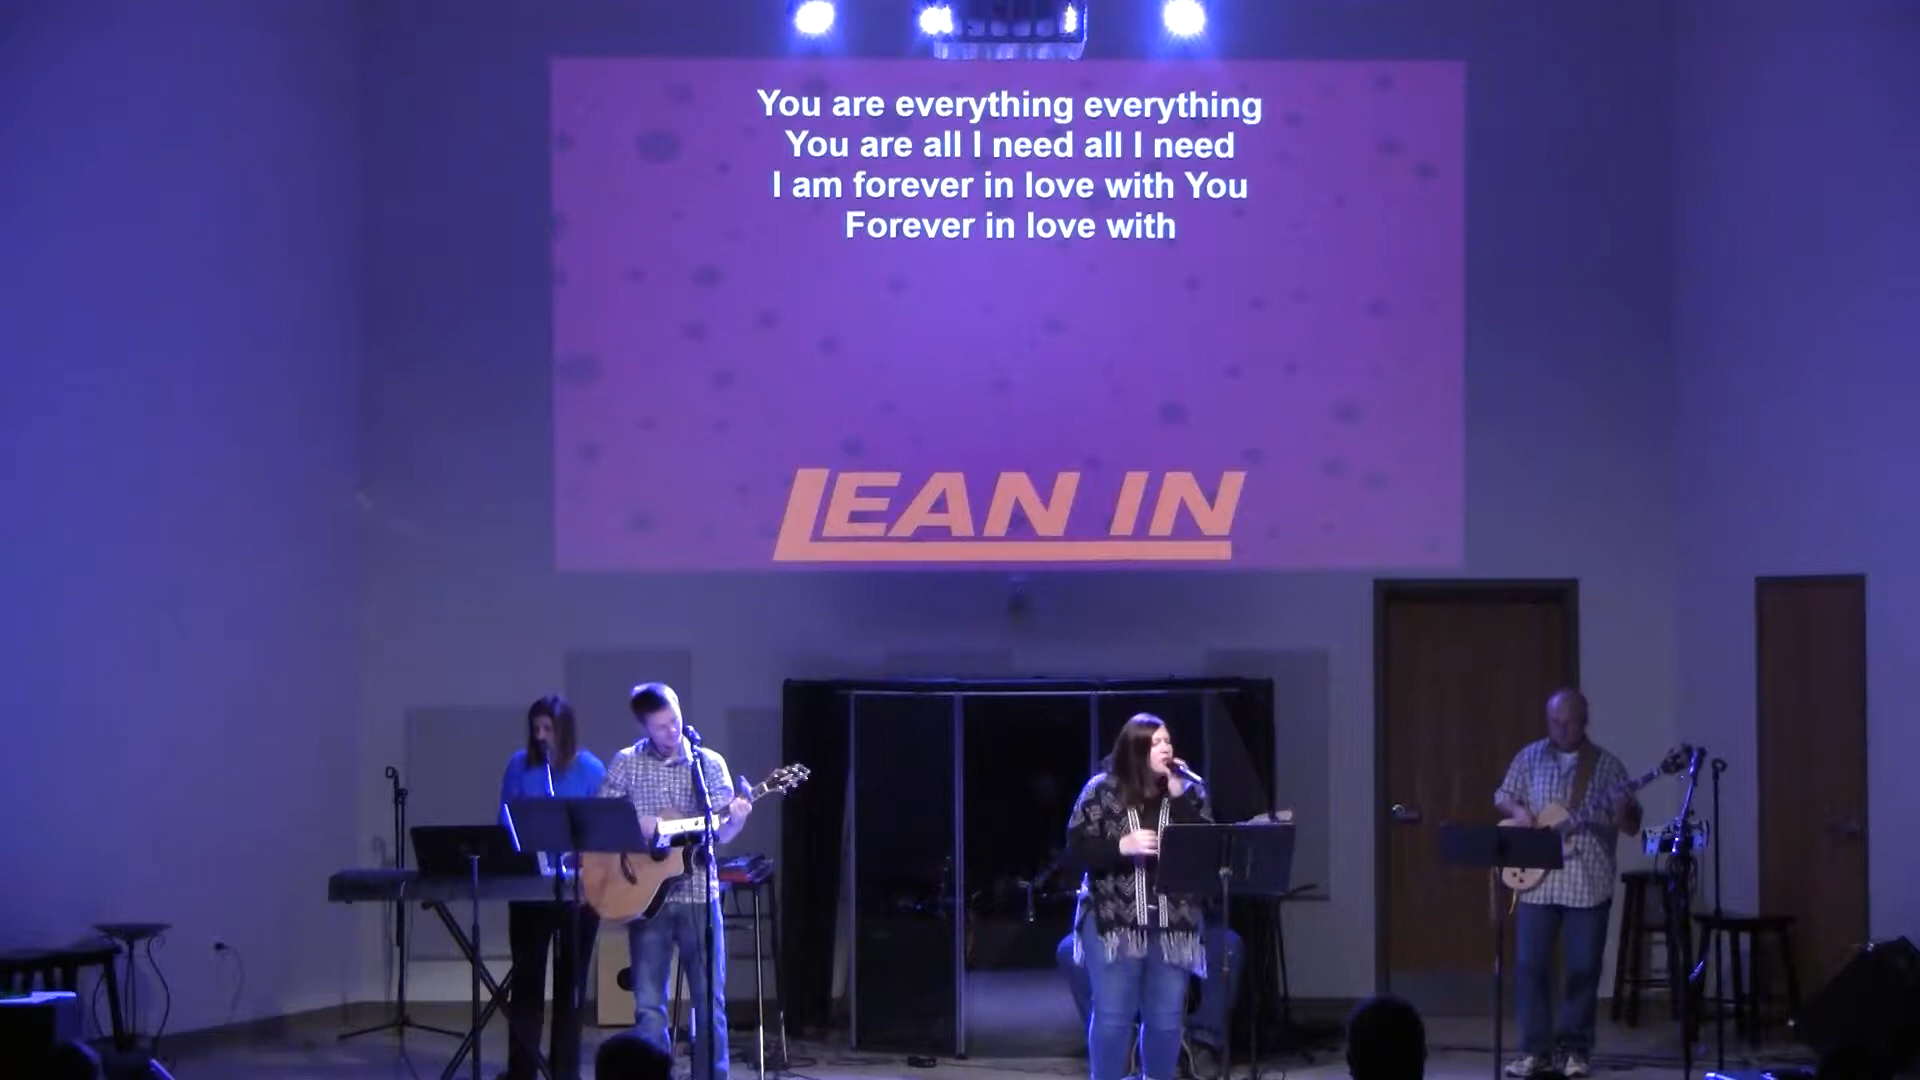 You are everything everything
You are all I need all I need
I am forever in love with You
Forever in love with
LEAN IN